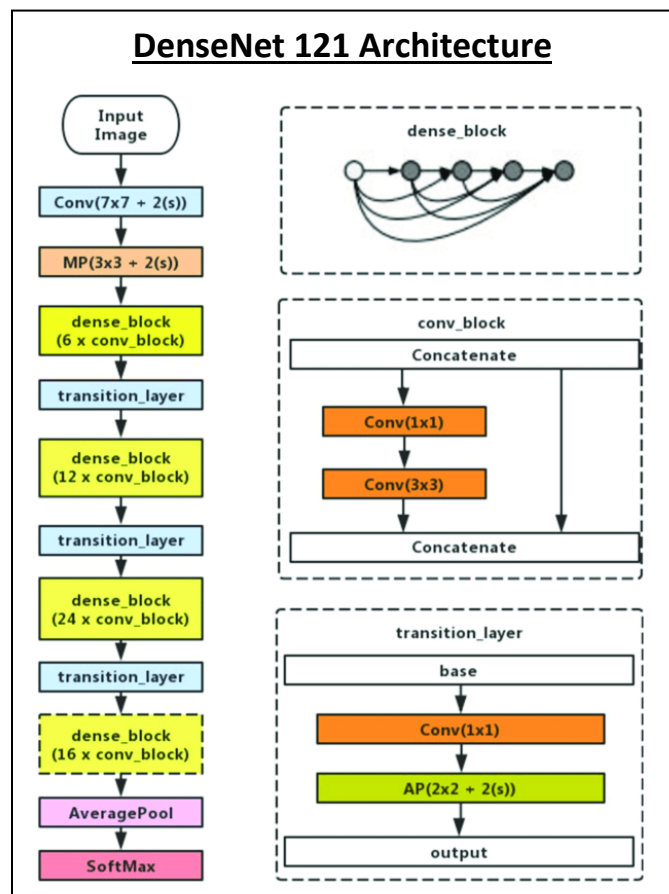 DenseNet 121 Architecture
Input
Image
Conv(7x7 + 2(s))
MP(3x3 + 2(s))
dense_block
(6 x conv_block)
transition_layer
dense_block
(12 x conv_block)
transition_layer
dense_block
(24 x conv_block)
transition_layer
dense_block
(16 x conv_block)
AveragePool
SoftMax
dense_block
conv_block
Concatenate
Conv(1x1)
Conv(3x3)
Concatenate
transition_layer
base
Conv(1x1)
AP(2x2 + 2(s))
output